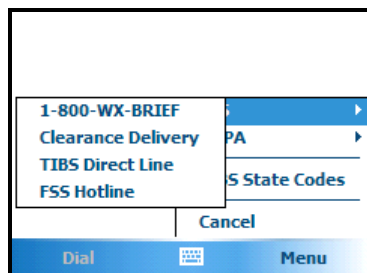 1-800-WX-BRIEF
Clearance Delivery
TIBS Direct Line
FSS Hotline
PA
State Codes
Cancel
Dial
Menu